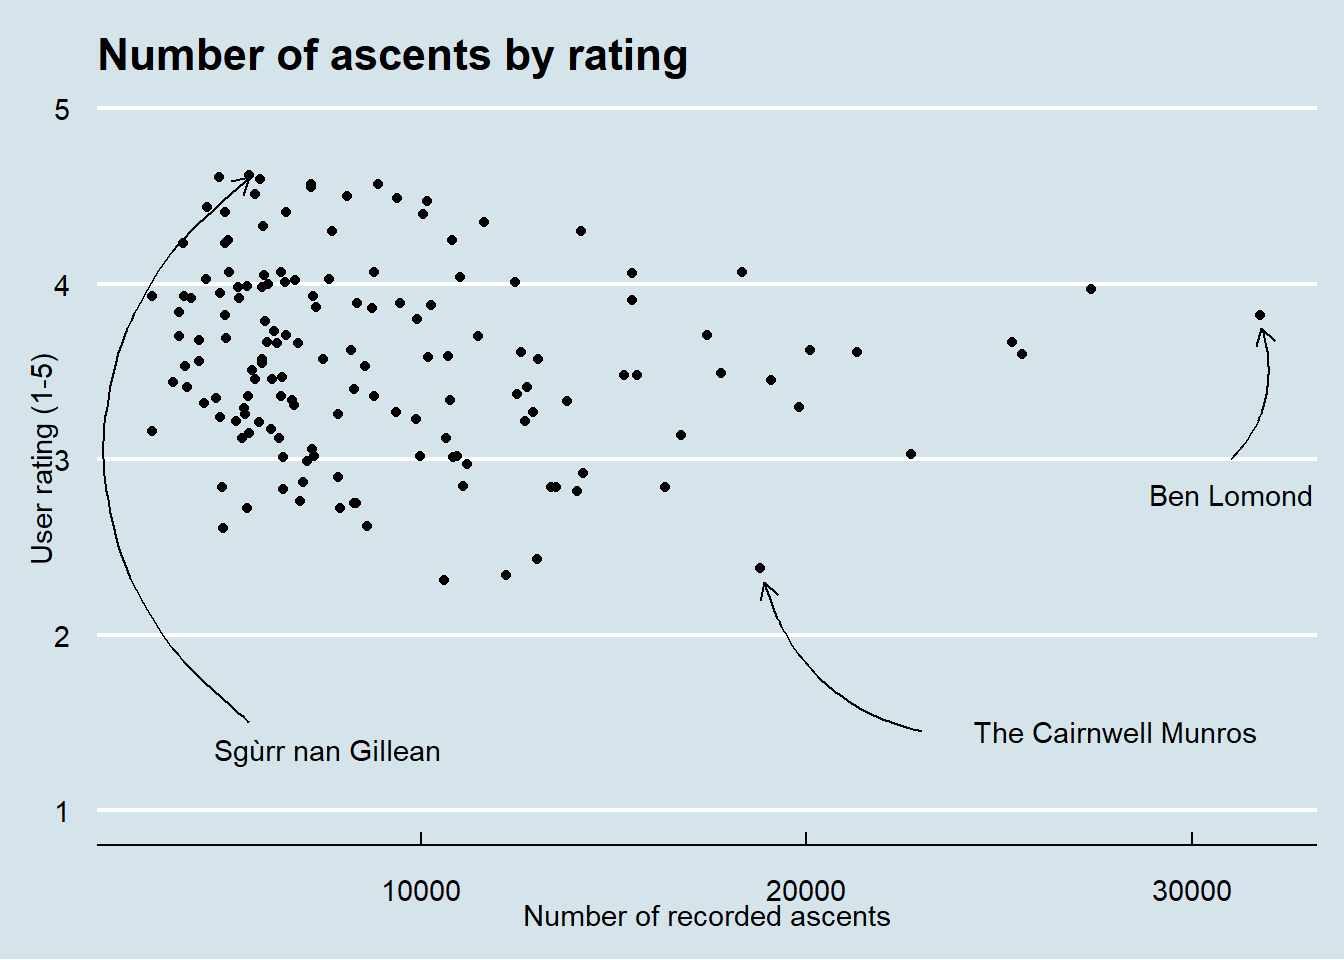 Number of ascents by rating
5
4
3
2
1
User rating (1-5)
Ben Lomond
The Cairnwell Munros
Sgùrr nan Gillean
10000
20000
30000
Number of recorded ascents